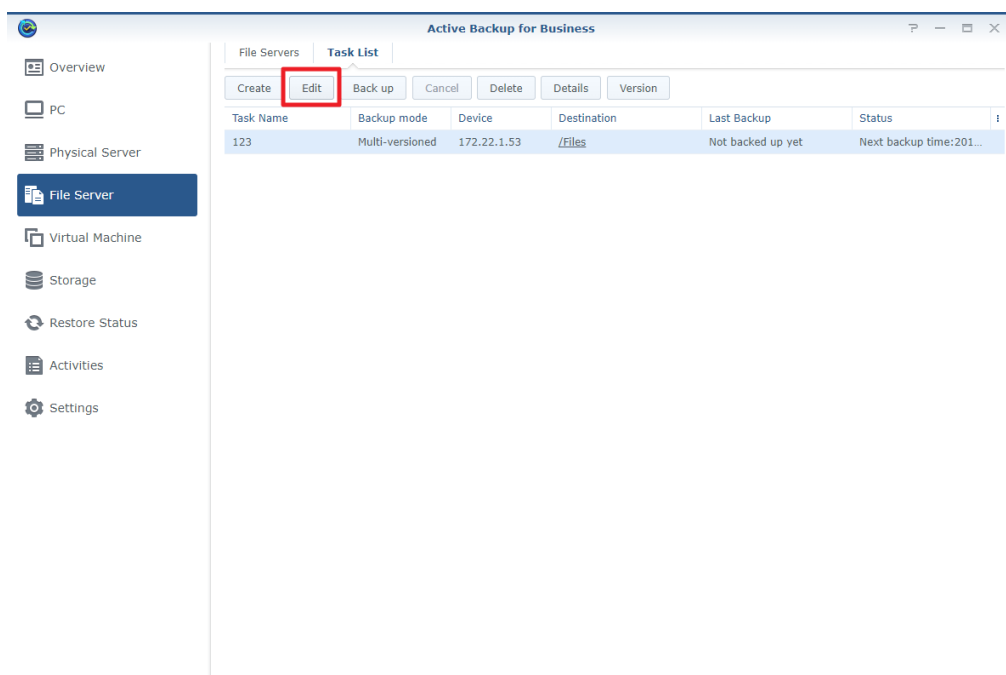 Active Backup for Business
Overview
PC
Physical Server
File Server
Virtual Machine
Storage
Restore Status
Activities
Settings
File Servers Task List
Create Edit Back up Cancel Delete Details Version
Task Name Backup mode Device Destination Last Backup Status
123 Multi-versioned 172.22.1.53 /Files Not backed up yet Next backup time:201...